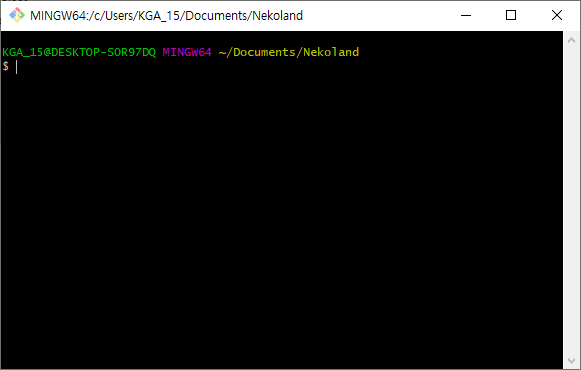 MINGW64:/c/Users/KGA_15/Documents/Nekoland
KGA_15@DESKTOP-SOR97DQ MINGW64 ~/Documents/Nekoland
$